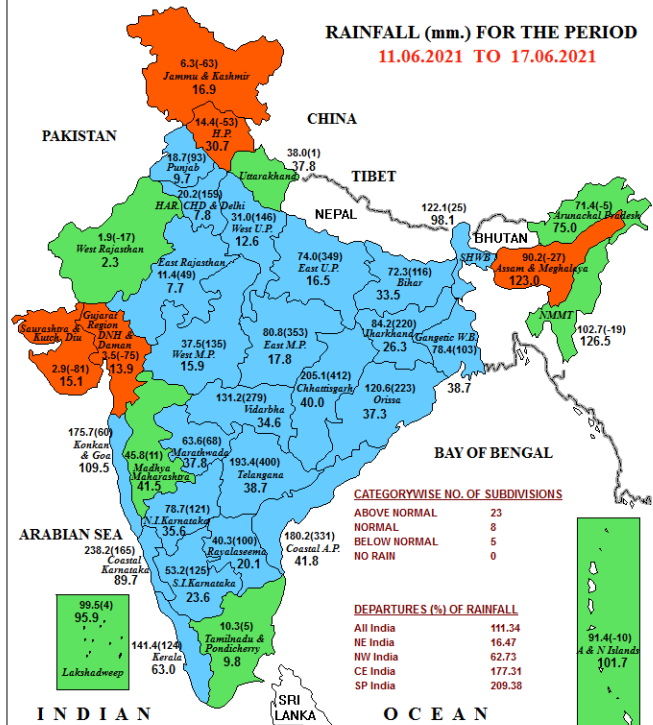 RAINFALL (mm.) FOR THE PERIOD
11.06.2021 TO 17.06.2021
6.3(-63)
Jammu & Kashmir
16.9
14.4(-53)
H.P.
30.7
CHINA
PAKISTAN
18.7(93)
Punjab
9.7
38.0(1)
37.8
Uttarakhand
TIBET
20.2(159)
HAR. CHD & Delhi
7.8
31.0(146)
West U.P.
12.6
NEPAL
122.1(25)
98.1
SHWB
BHUTAN
71.4(-5)
Arunachal Pradesh
75.0
1.9(-17)
West Rajasthan
2.3
East Rajasthan
11.4(49)
7.7
74.0(349)
East U.P.
16.5
72.3(116)
Bihar
33.5
90.2(-27)
Assam & Meghalaya
123.0
NMMT
102.7(-19)
126.5
Gujarat
Region
DNH &
Daman
3.5(-75)
13.9
Saurashtra &
Kutch, Diu
2.9(-81)
15.1
37.5(135)
West M.P.
15.9
80.8(353)
East M.P.
17.8
84.2(220)
Jharkhand
26.3
Gangetic W.B.
78.4(103)
38.7
205.1(412)
Chhattisgarh
40.0
120.6(223)
Orissa
37.3
131.2(279)
Vidarbha
34.6
175.7(60)
Konkan
& Goa
109.5
45.8(11)
Madhya
Maharashtra
41.5
63.6(68)
Marathwada
37.8
193.4(400)
Telangana
38.7
BAY OF BENGAL
78.7(121)
N.I.Karnataka
35.6
ARABIAN SEA
238.2(165)
Coastal
Karnataka
89.7
40.3(100)
Rayalaseema
20.1
180.2(331)
Coastal A.P.
41.8
53.2(125)
S.I.Karnataka
23.6
CATEGORYWISE NO. OF SUBDIVISIONS
ABOVE NORMAL 23
NORMAL 8
BELOW NORMAL 5
NO RAIN 0
DEPARTURES (%) OF RAINFALL
All India 111.34
NE India 16.47
NW India 62.73
CE India 177.31
SP India 209.38
99.5(4)
95.9
Lakshadweep
141.4(124)
Kerala
63.0
10.3(5)
Tamilnadu &
Pondicherry
9.8
91.4(-10)
A & N Islands
101.7
SRI
LANKA
INDIAN OCEAN